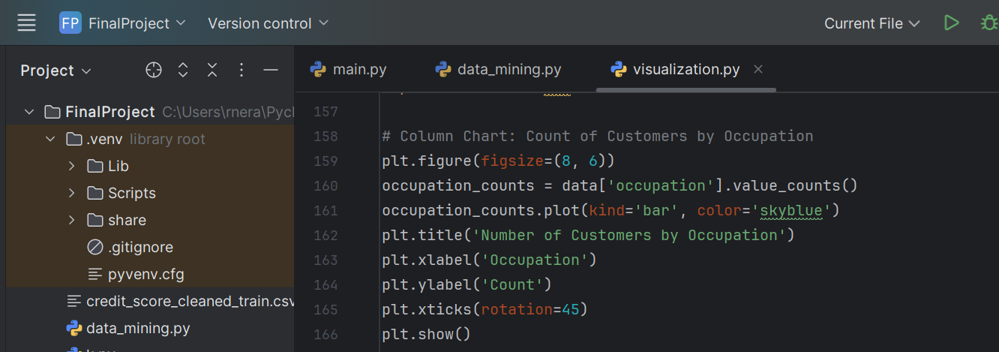 FP FinalProject Version control Current File
Project
main.py data_mining.py visualization.py
FinalProject C:\Users\rnera\Pyc
.venv library root
Lib
Scripts
share
.gitignore
pyvenv.cfg
credit_score_cleaned_train.csv
data_mining.py
157
158 # Column Chart: Count of Customers by Occupation
159 plt.figure(figsize=(8, 6))
160 occupation_counts = data['occupation'].value_counts()
161 occupation_counts.plot(kind='bar', color='skyblue')
162 plt.title('Number of Customers by Occupation')
163 plt.xlabel('Occupation')
164 plt.ylabel('Count')
165 plt.xticks(rotation=45)
166 plt.show()